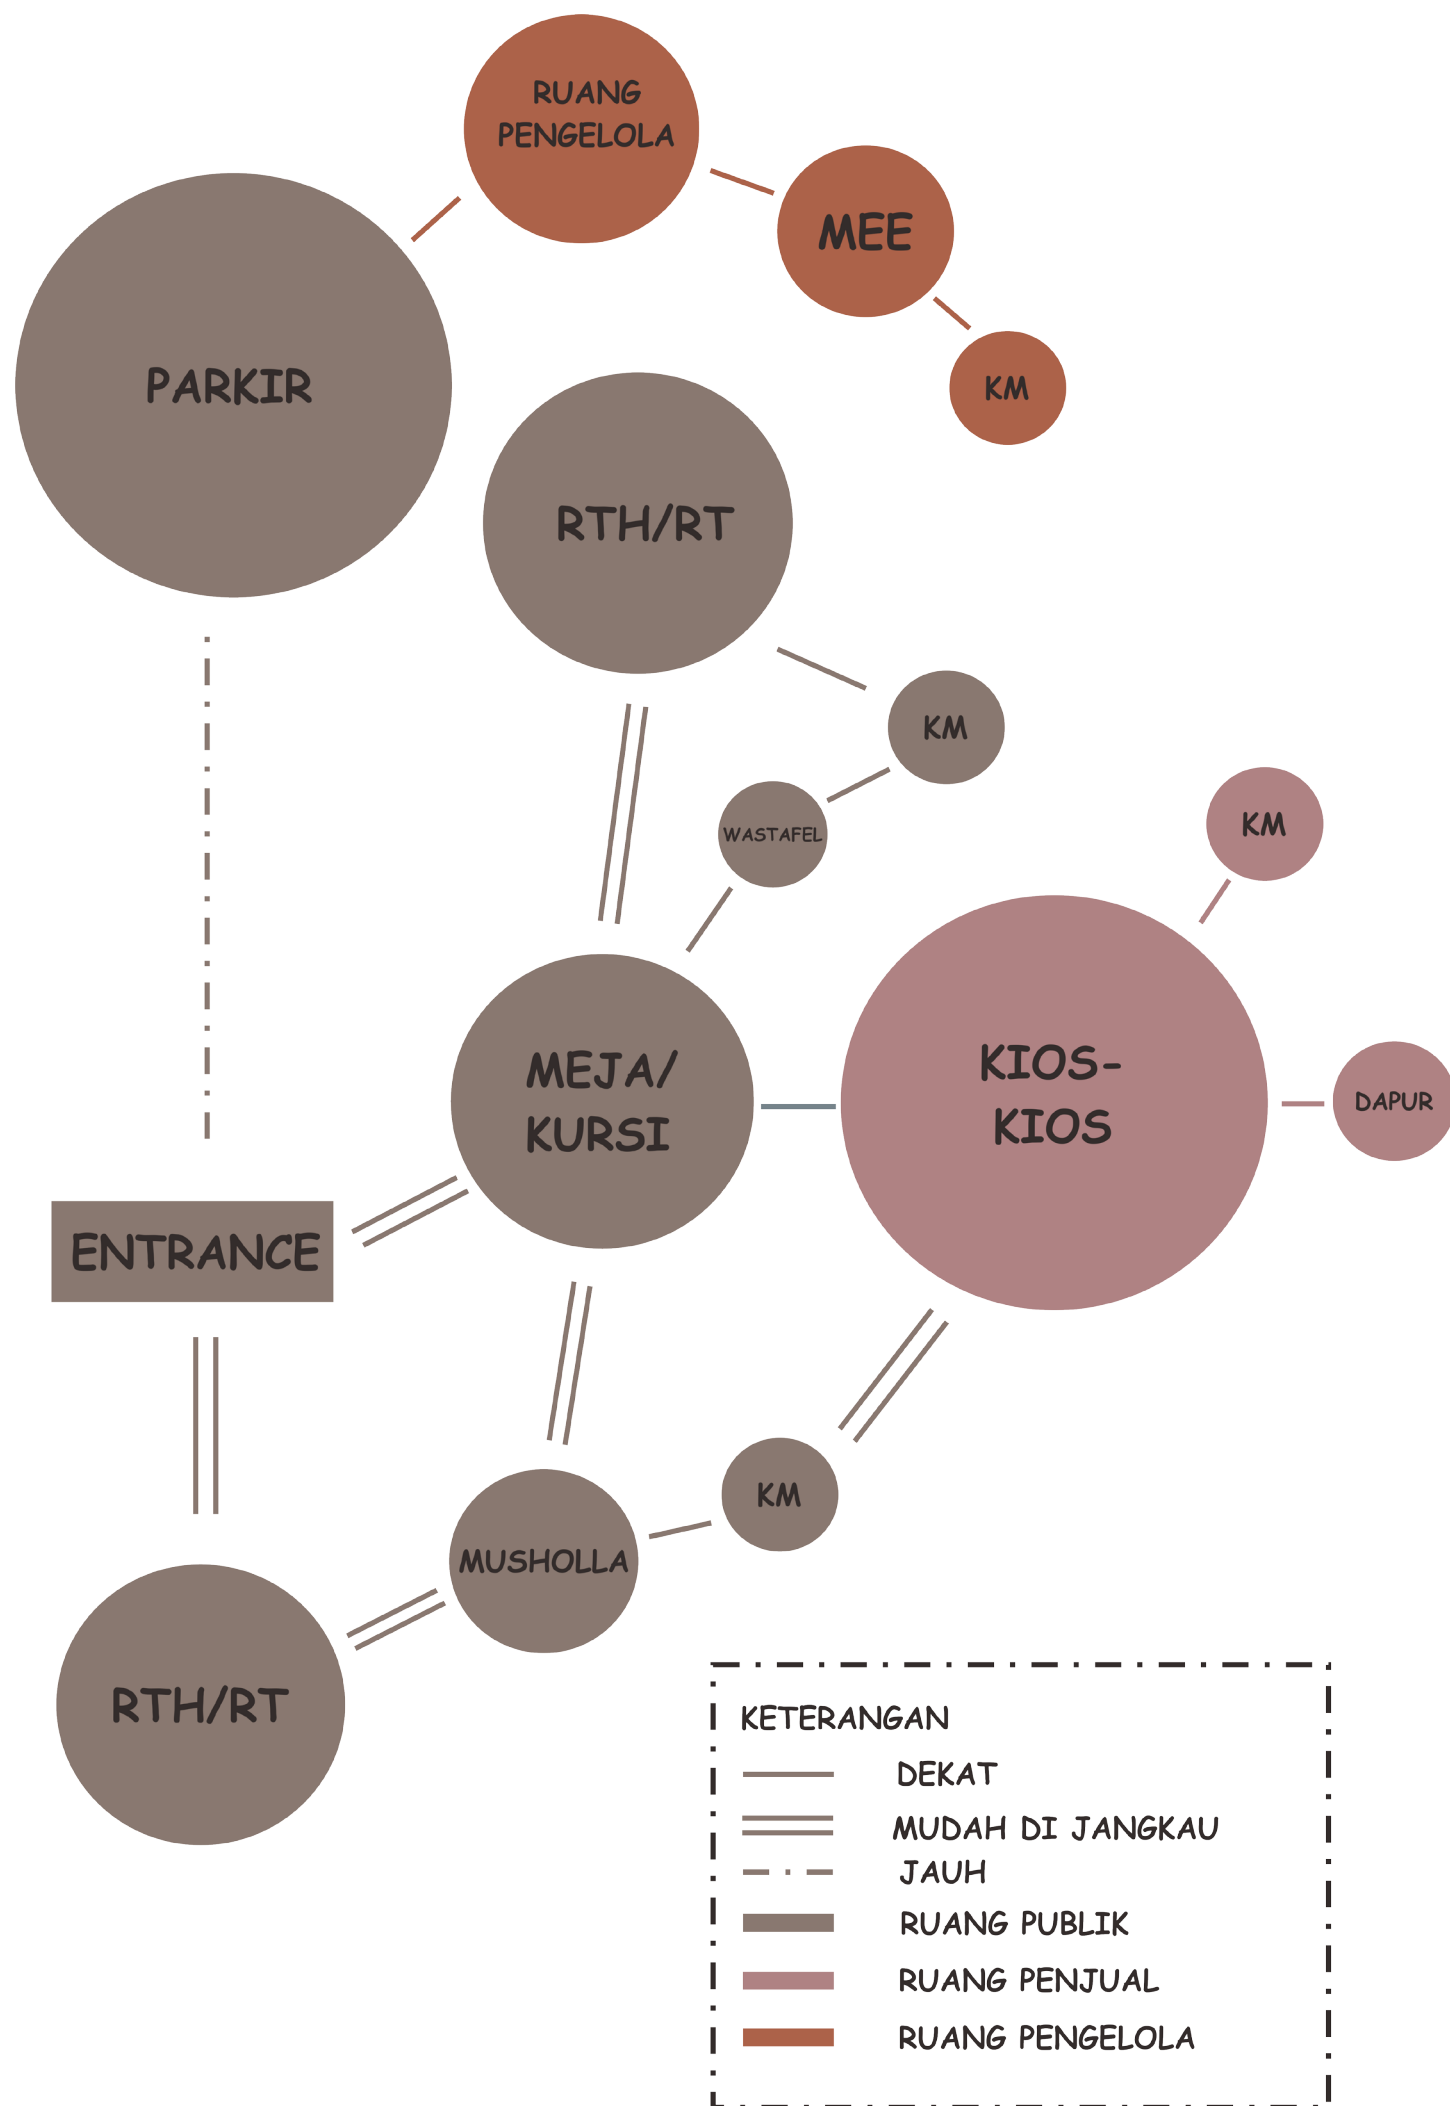 RUANG
PENGELOLA
MEE
KM
PARKIR
RTH/RT
KM
WASTAFEL
KM
MEJA/
KURSI
KIOS-
KIOS
DAPUR
ENTRANCE
KM
MUSHOLLA
RTH/RT
KETERANGAN
DEKAT
MUDAH DI JANGKAU
JAUH
RUANG PUBLIK
RUANG PENJUAL
RUANG PENGELOLA